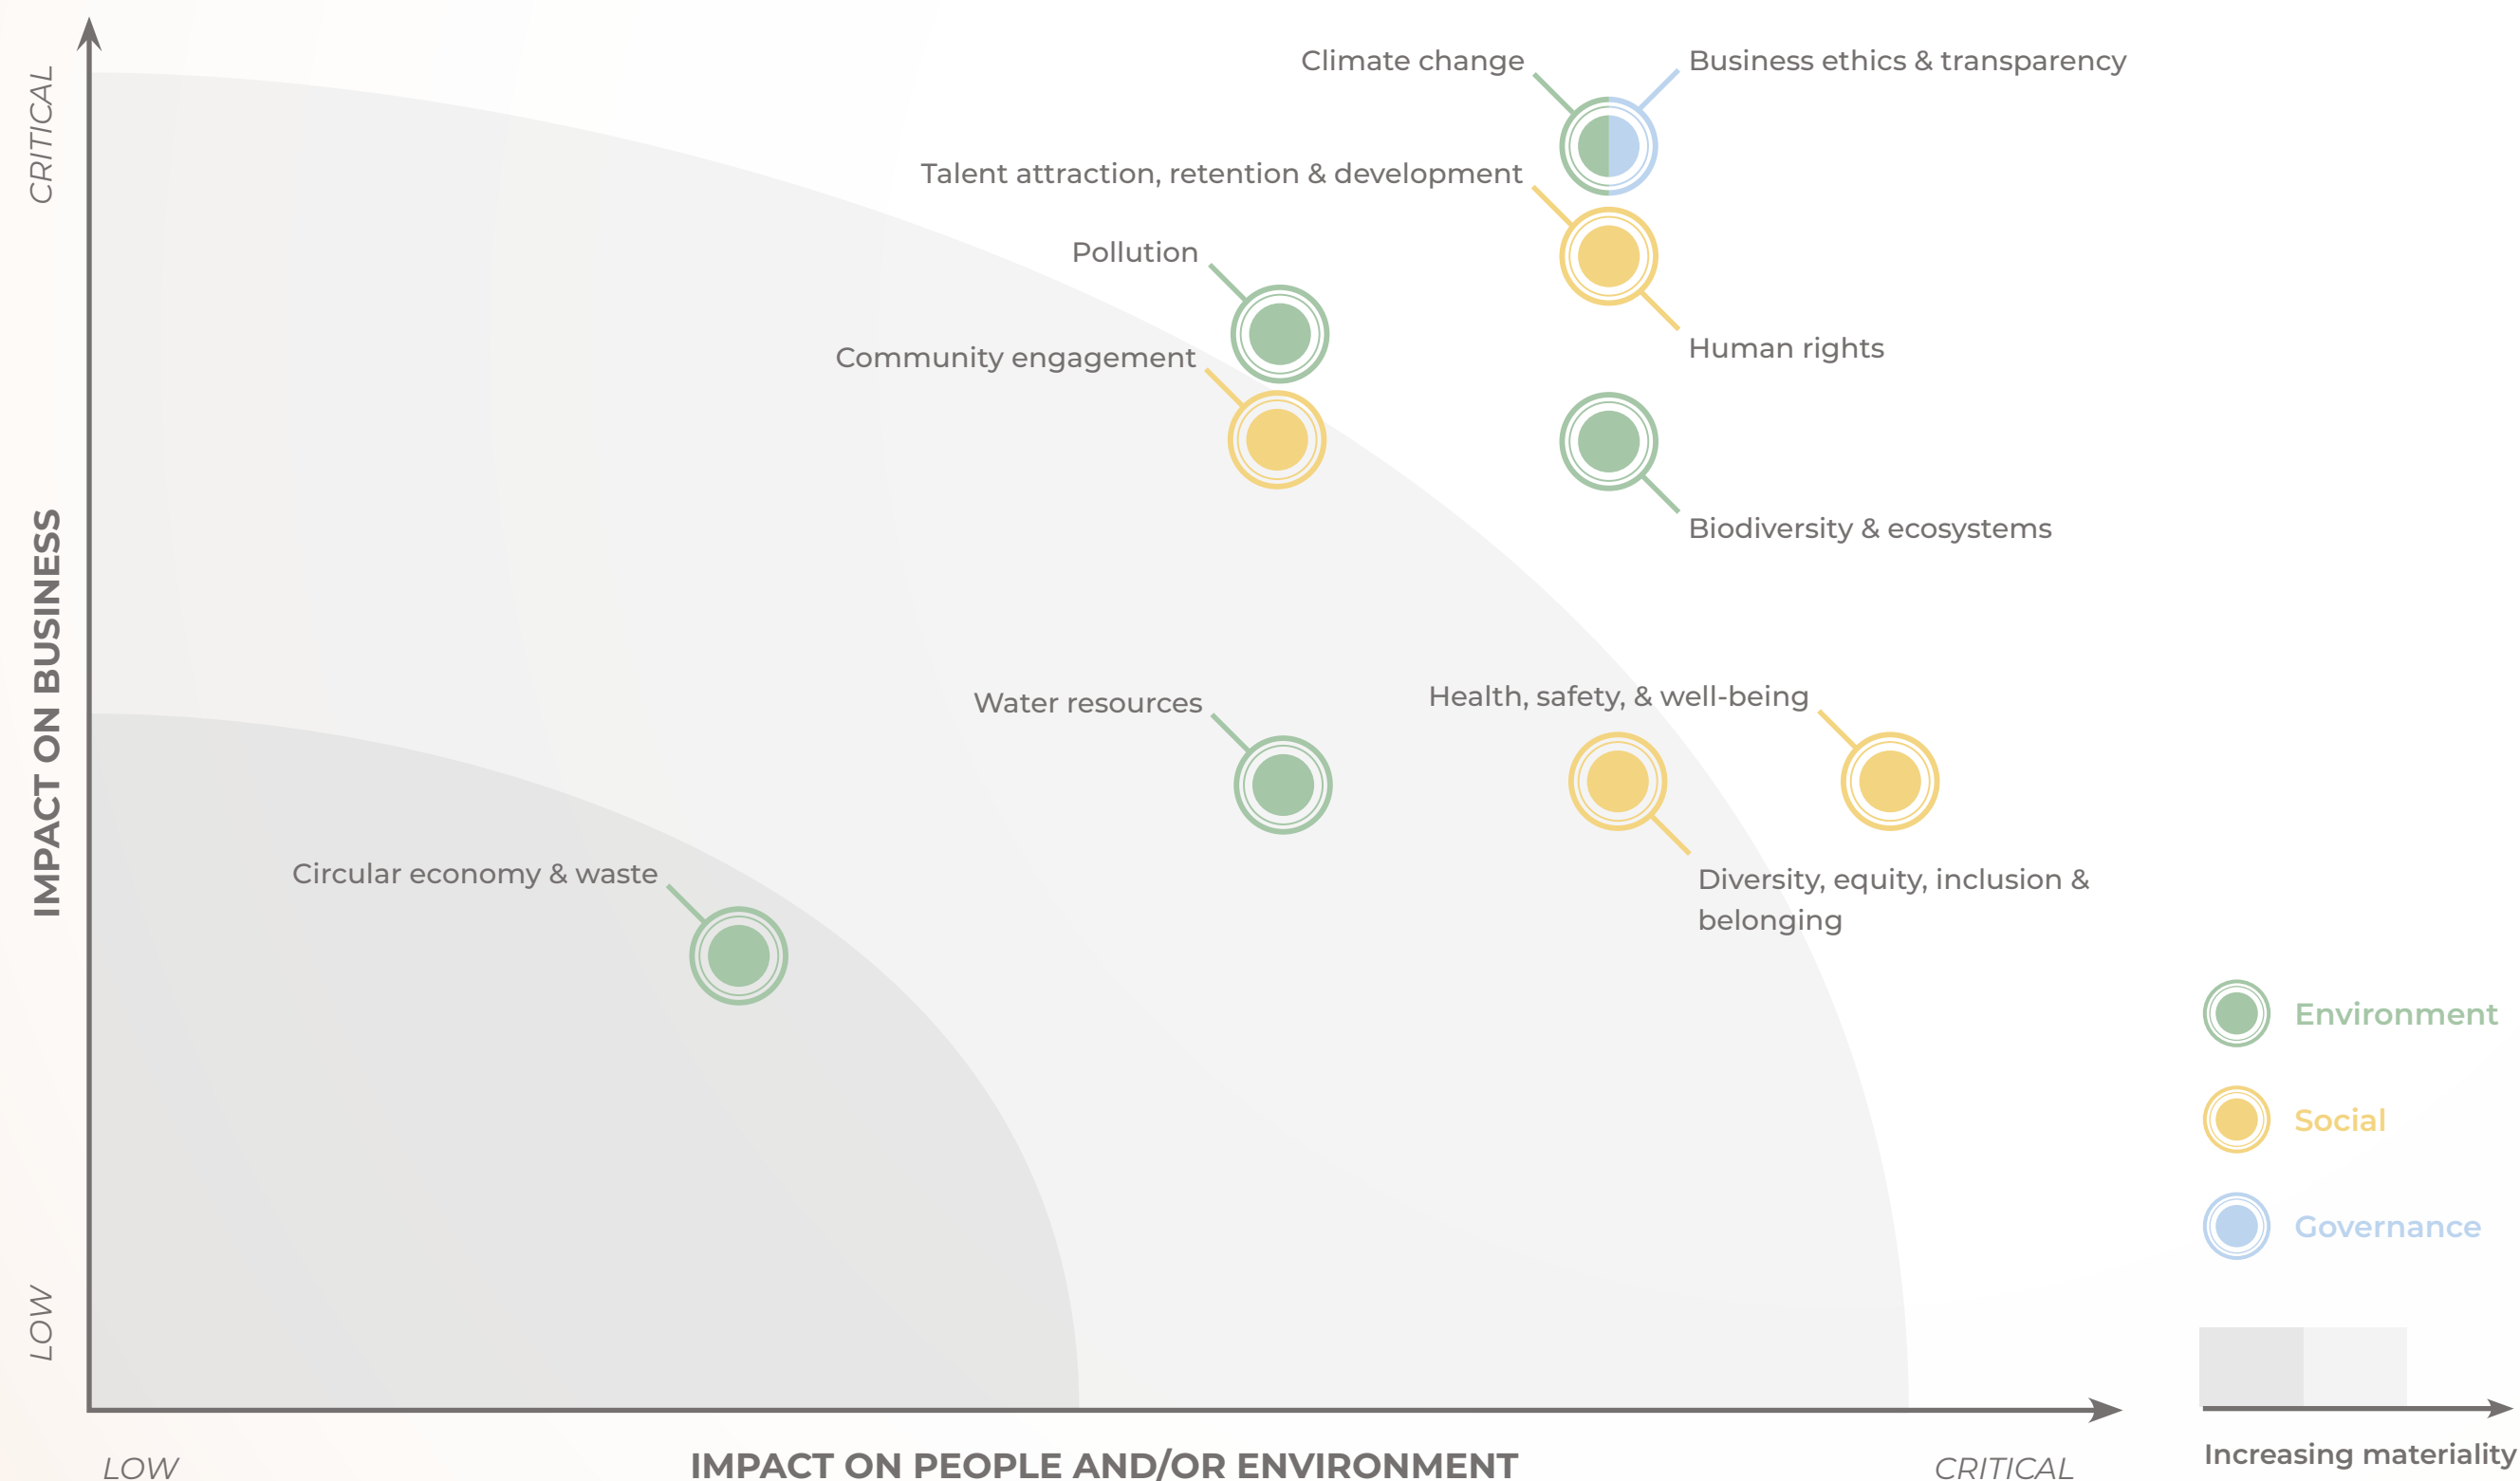 CRITICAL
IMPACT ON BUSINESS
LOW
Climate change
Business ethics & transparency
Talent attraction, retention & development
Pollution
Human rights
Community engagement
Biodiversity & ecosystems
Water resources
Health, safety, & well-being
Circular economy & waste
Diversity, equity, inclusion &
belonging
Environment
Social
Governance
Increasing materiality
LOW
IMPACT ON PEOPLE AND/OR ENVIRONMENT
CRITICAL